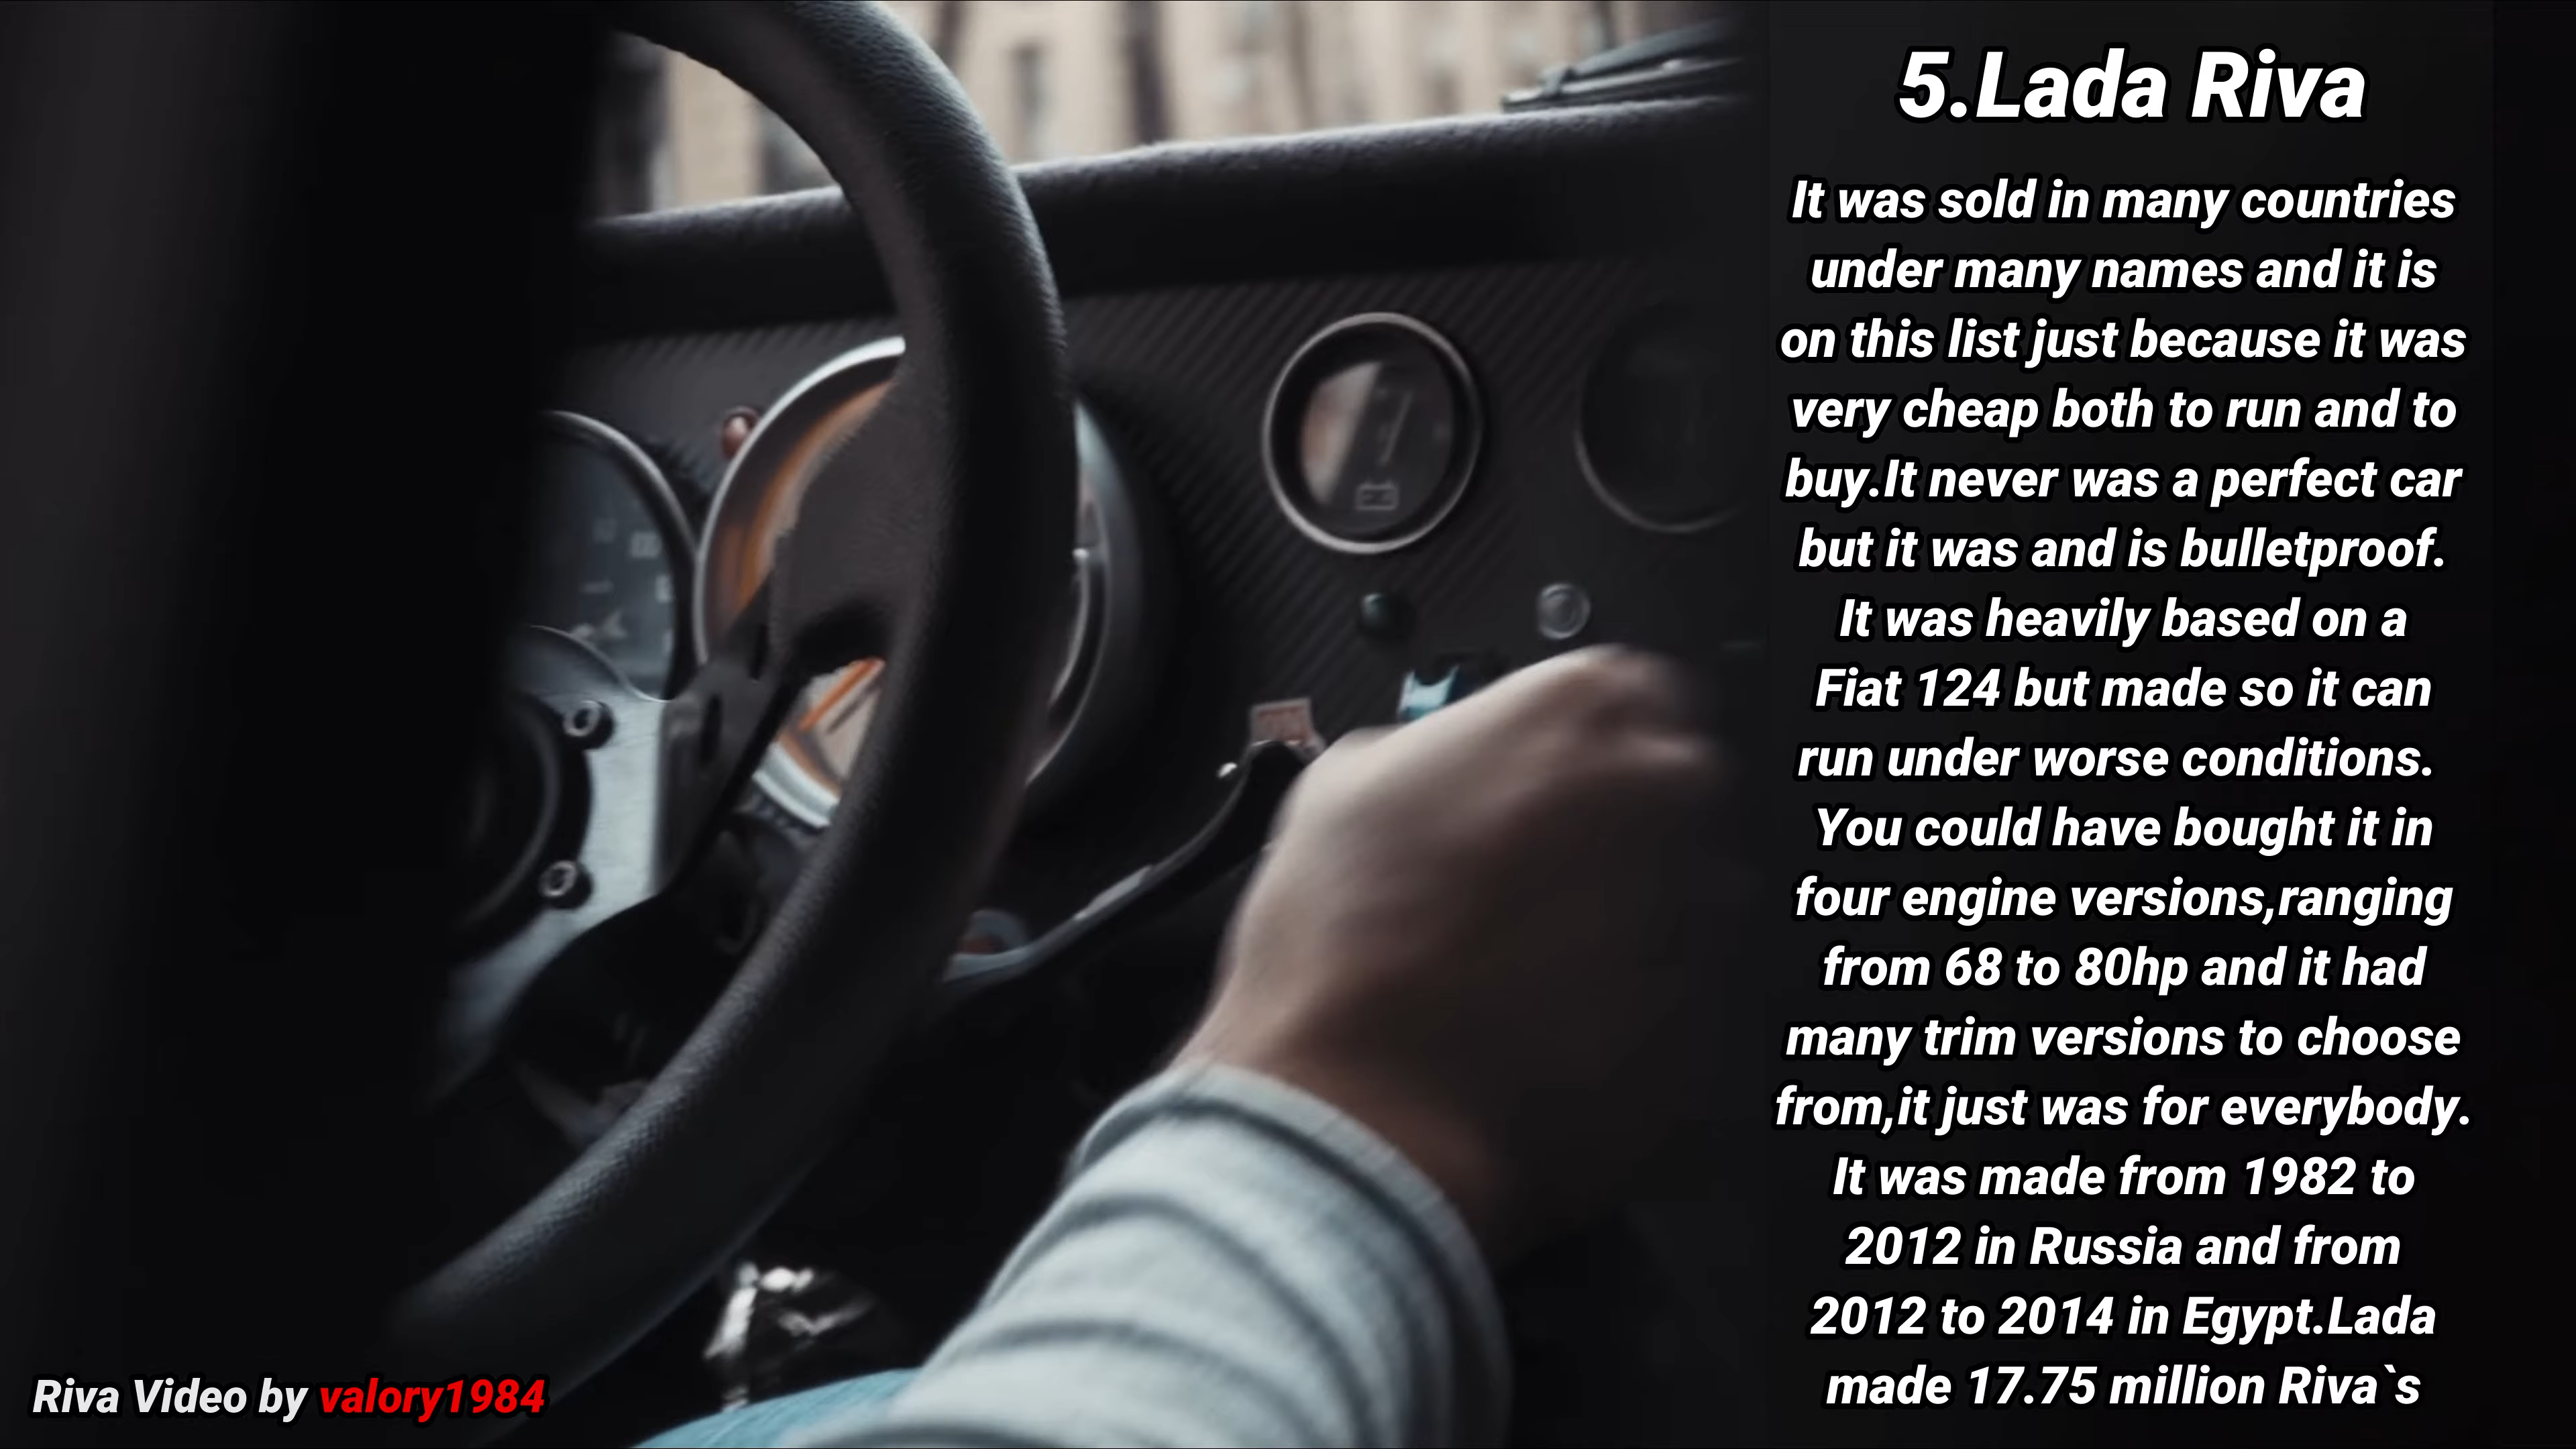 5.Lada Riva
It was sold in many countries
under many names and it is
on this list just because it was
very cheap both to run and to
buy.It never was a perfect car
but it was and is bulletproof.
It was heavily based on a
Fiat 124 but made so it can
run under worse conditions.
You could have bought it in
four engine versions,ranging
from 68 to 80hp and it had
many trim versions to choose
from,it just was for everybody.
It was made from 1982 to
2012 in Russia and from
2012 to 2014 in Egypt.Lada
made 17.75 million Riva`s
Riva Video by valory1984